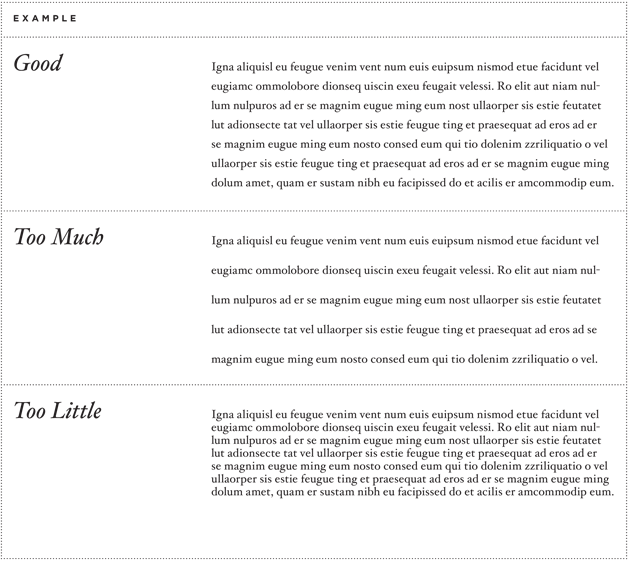 EXAMPLE
Good
Igna aliquisl eu feugue venim vent num euis euipsum nismod etue facidunt vel
eugiamc ommolobore dionseq uiscin exeu feugait velessi. Ro elit aut niam nul-
lum nulpuros ad er se magnim eugue ming eum nost ullaorper sis estie feutatet
lut adionsecte tat vel ullaorper sis estie feugue ting et praesequat ad eros ad er
se magnim eugue ming eum nosto consed eum qui tio dolenim zzriliquatio o vel
ullaorper sis estie feugue ting et praesequat ad eros ad er se magnim eugue ming
dolum amet, quam er sustam nibh eu facipissed do et acilis er amcommodip eum.
Too Much
Igna aliquisl eu feugue venim vent num euis euipsum nismod etue facidunt vel
eugiamc ommolobore dionseq uiscin exeu feugait velessi. Ro elit aut niam nul-
lum nulpuros ad er se magnim eugue ming eum nost ullaorper sis estie feutatet
lut adionsecte tat vel ullaorper sis estie feugue ting et praesequat ad eros ad se
magnim eugue ming eum nosto consed eum qui tio dolenim zzriliquatio o vel.
Too Little
Igna aliquisl eu feugue venim vent num euis euipsum nismod etue facidunt vel
eugiamc ommolobore dionseq uiscin exeu feugait velessi. Ro elit aut niam nul-
lum nulpuros ad er se magnim eugue ming eum nost ullaorper sis estie feutatet
lut adionsecte tat vel ullaorper sis estie feugue ting et praesequat ad eros ad er
se magnim eugue ming eum nosto consed eum qui tio dolenim zzriliquatio o vel
ullaorper sis estie feugue ting et praesequat ad eros ad er se magnim eugue ming
dolum amet, quam er sustam nibh eu facipissed do et acilis er amcommodip eum.